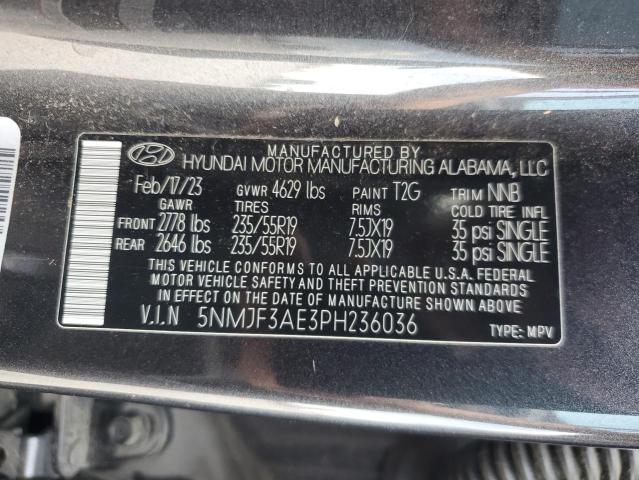 MANUFACTURED BY
HYUNDAI MOTOR MANUFACTURING ALABAMA, LLC
Feb/17/23 GVWR 4629 lbs PAINT T2G TRIM NNB
GAWR TIRES RIMS COLD TIRE INFL
FRONT 2778 lbs 235/55R19 7.5JX19 35 psi SINGLE
REAR 2646 lbs 235/55R19 7.5JX19 35 psi SINGLE
THIS VEHICLE CONFORMS TO ALL APPLICABLE U.S.A. FEDERAL
MOTOR VEHICLE SAFETY AND THEFT PREVENTION
STANDARDS IN EFFECT ON THE DATE OF MANUFACTURE SHOWN ABOVE.
V.I.N 5NMJF3AE3PH236036 TYPE: MPV